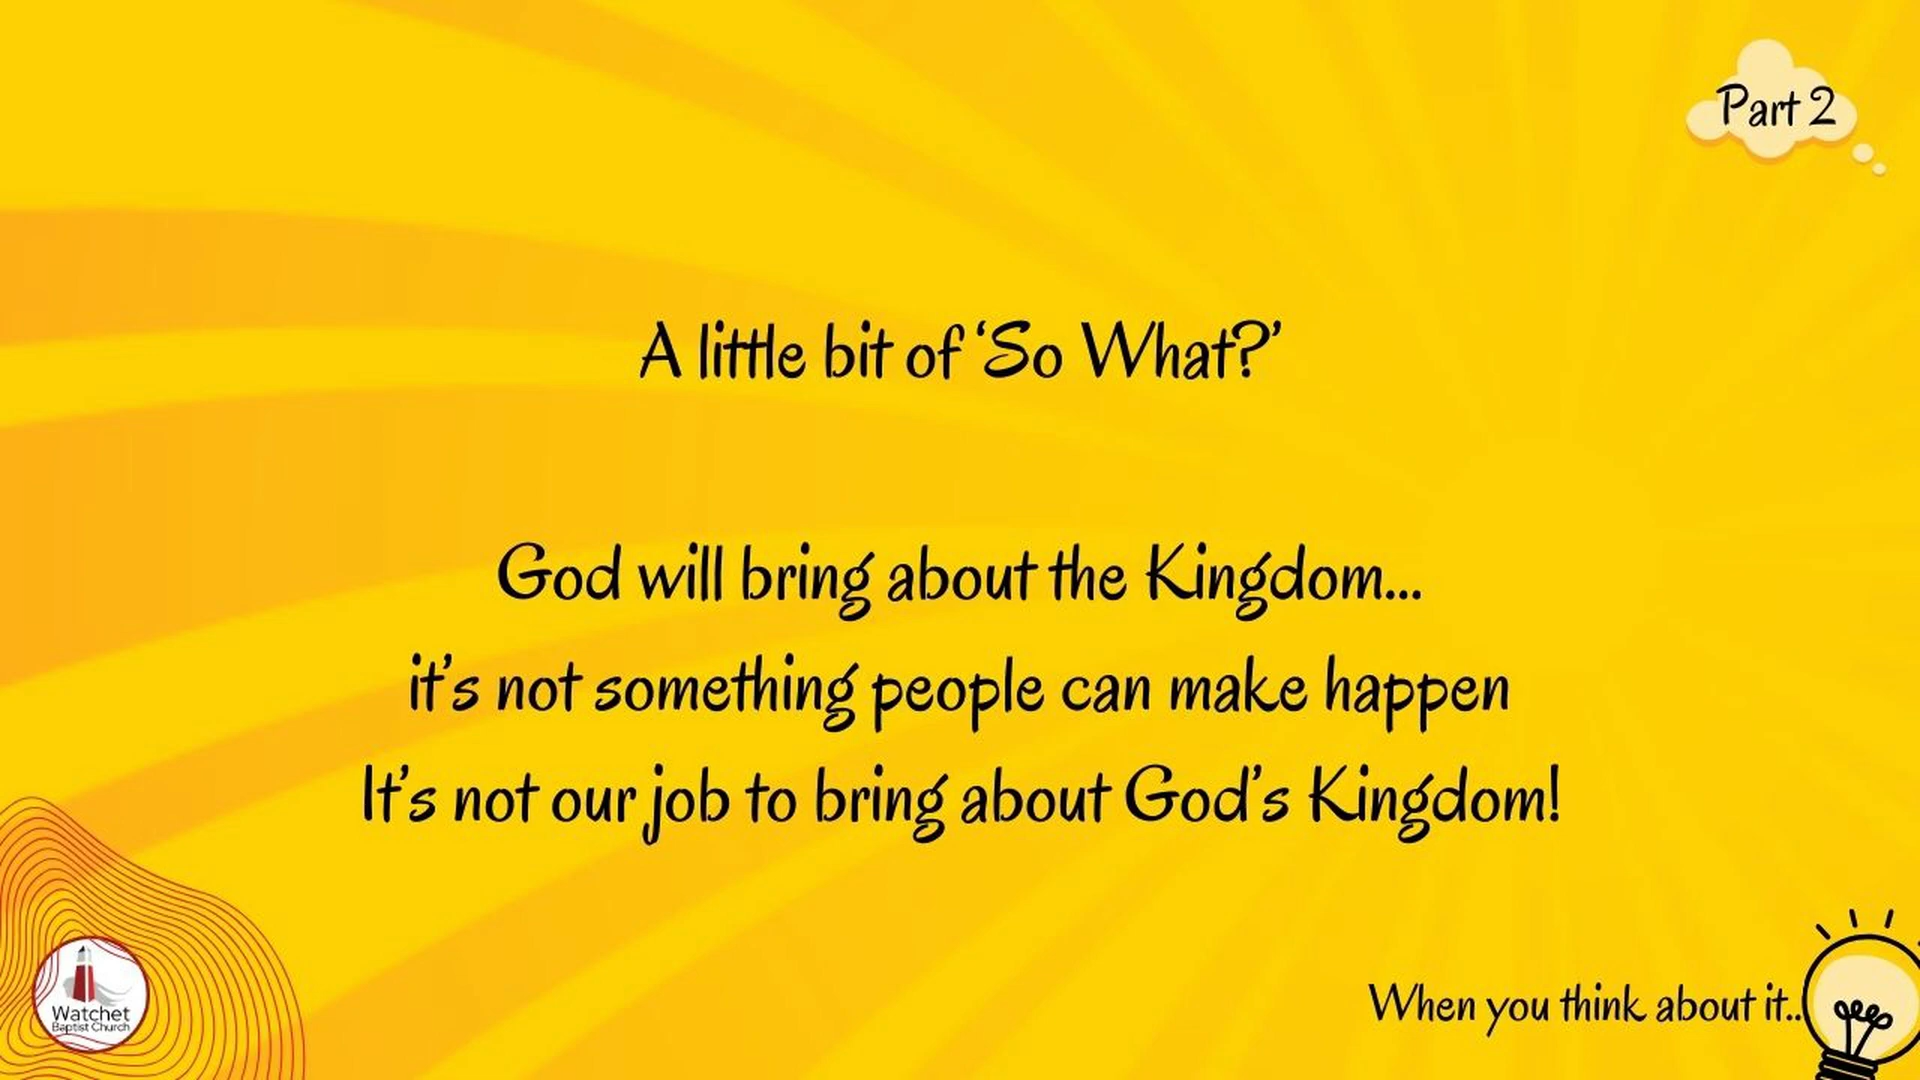 Part 2
A little bit of ‘So What?’
God will bring about the Kingdom...
it’s not something people can make happen
It’s not our job to bring about God’s Kingdom!
Watchet
Baptist Church
When you think about it..